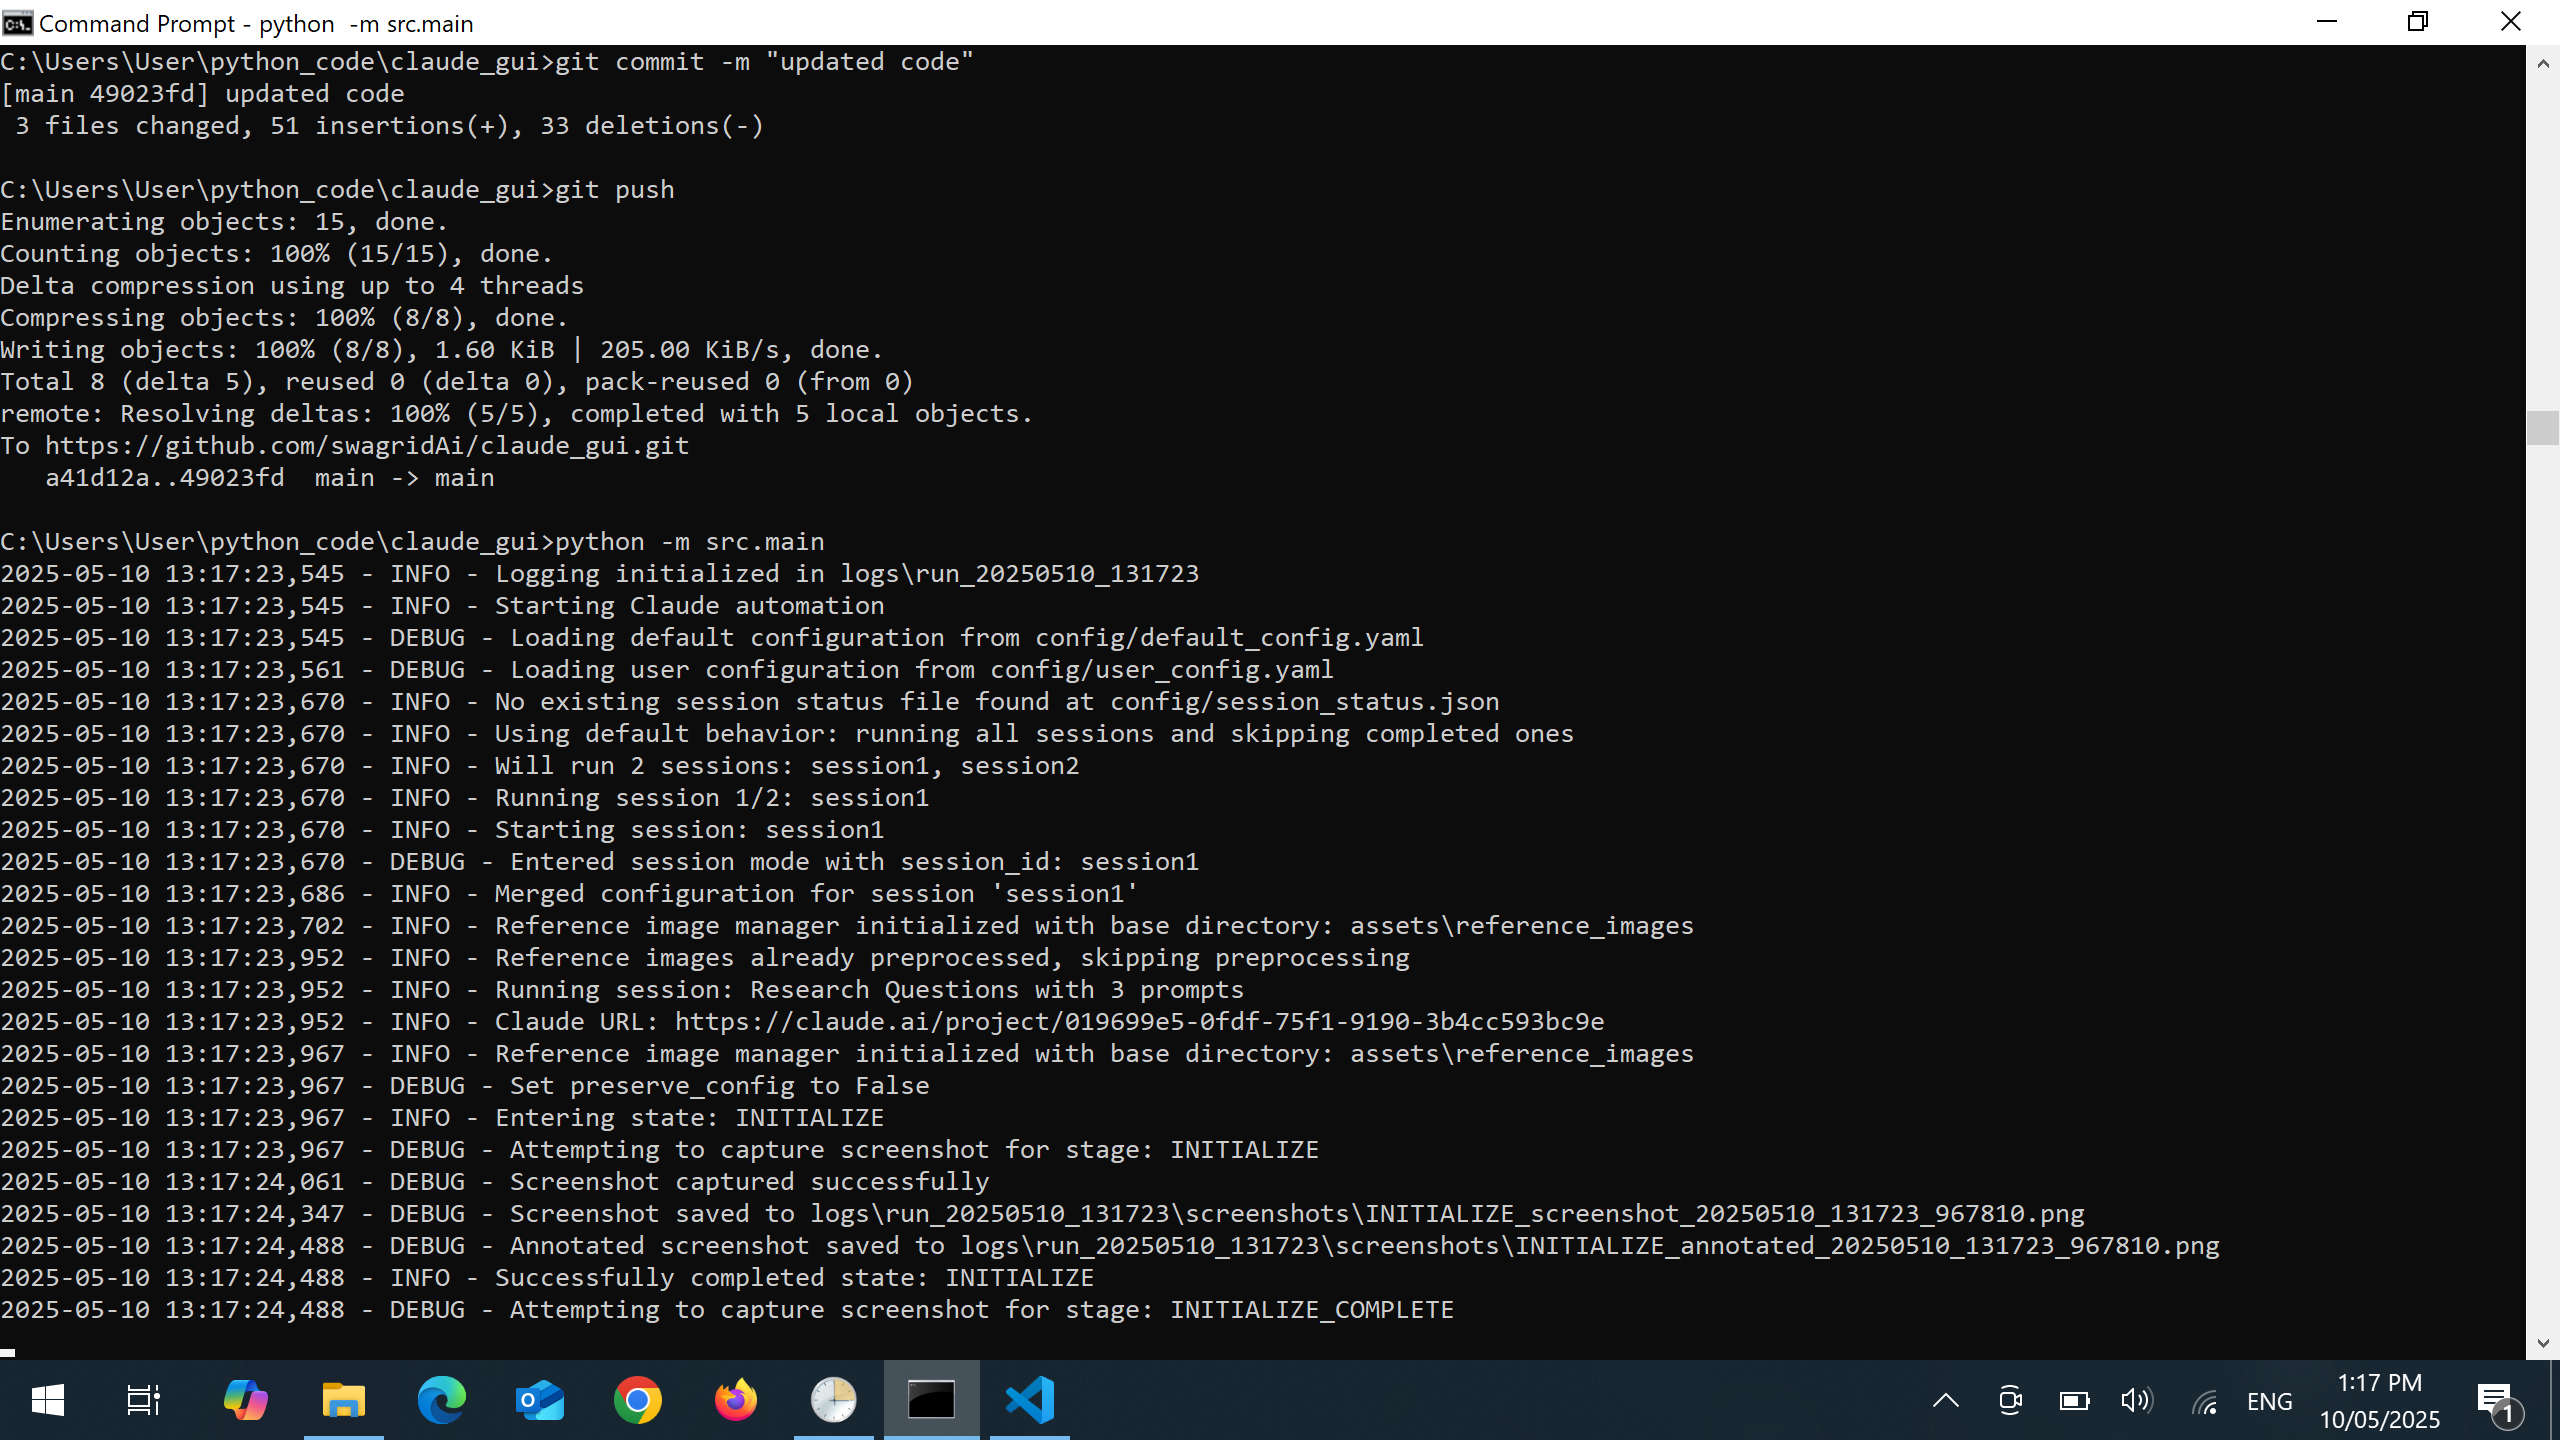 Command Prompt - python  -m src.main
C:\Users\User\python_code\claude_gui>git commit -m "updated code"
[main 49023fd] updated code
 3 files changed, 51 insertions(+), 33 deletions(-)
C:\Users\User\python_code\claude_gui>git push
Enumerating objects: 15, done.
Counting objects: 100% (15/15), done.
Delta compression using up to 4 threads
Compressing objects: 100% (8/8), done.
Writing objects: 100% (8/8), 1.60 KiB | 205.00 KiB/s, done.
Total 8 (delta 5), reused 0 (delta 0), pack-reused 0 (from 0)
remote: Resolving deltas: 100% (5/5), completed with 5 local objects.
To https://github.com/swagridAi/claude_gui.git
   a41d12a..49023fd  main -> main
C:\Users\User\python_code\claude_gui>python -m src.main
2025-05-10 13:17:23,545 - INFO - Logging initialized in logs\run_20250510_131723
2025-05-10 13:17:23,545 - INFO - Starting Claude automation
2025-05-10 13:17:23,545 - DEBUG - Loading default configuration from config/default_config.yaml
2025-05-10 13:17:23,561 - DEBUG - Loading user configuration from config/user_config.yaml
2025-05-10 13:17:23,670 - INFO - No existing session status file found at config/session_status.json
2025-05-10 13:17:23,670 - INFO - Using default behavior: running all sessions and skipping completed ones
2025-05-10 13:17:23,670 - INFO - Will run 2 sessions: session1, session2
2025-05-10 13:17:23,670 - INFO - Running session 1/2: session1
2025-05-10 13:17:23,670 - INFO - Starting session: session1
2025-05-10 13:17:23,670 - DEBUG - Entered session mode with session_id: session1
2025-05-10 13:17:23,686 - INFO - Merged configuration for session 'session1'
2025-05-10 13:17:23,702 - INFO - Reference image manager initialized with base directory: assets\reference_images
2025-05-10 13:17:23,952 - INFO - Reference images already preprocessed, skipping preprocessing
2025-05-10 13:17:23,952 - INFO - Running session: Research Questions with 3 prompts
2025-05-10 13:17:23,952 - INFO - Claude URL: https://claude.ai/project/019699e5-0fdf-75f1-9190-3b4cc593bc9e
2025-05-10 13:17:23,967 - INFO - Reference image manager initialized with base directory: assets\reference_images
2025-05-10 13:17:23,967 - DEBUG - Set preserve_config to False
2025-05-10 13:17:23,967 - INFO - Entering state: INITIALIZE
2025-05-10 13:17:23,967 - DEBUG - Attempting to capture screenshot for stage: INITIALIZE
2025-05-10 13:17:24,061 - DEBUG - Screenshot captured successfully
2025-05-10 13:17:24,347 - DEBUG - Screenshot saved to logs\run_20250510_131723\screenshots\INITIALIZE_screenshot_20250510_131723_967810.png
2025-05-10 13:17:24,488 - DEBUG - Annotated screenshot saved to logs\run_20250510_131723\screenshots\INITIALIZE_annotated_20250510_131723_967810.png
2025-05-10 13:17:24,488 - INFO - Successfully completed state: INITIALIZE
2025-05-10 13:17:24,488 - DEBUG - Attempting to capture screenshot for stage: INITIALIZE_COMPLETE
ENG
1:17 PM
10/05/2025
1